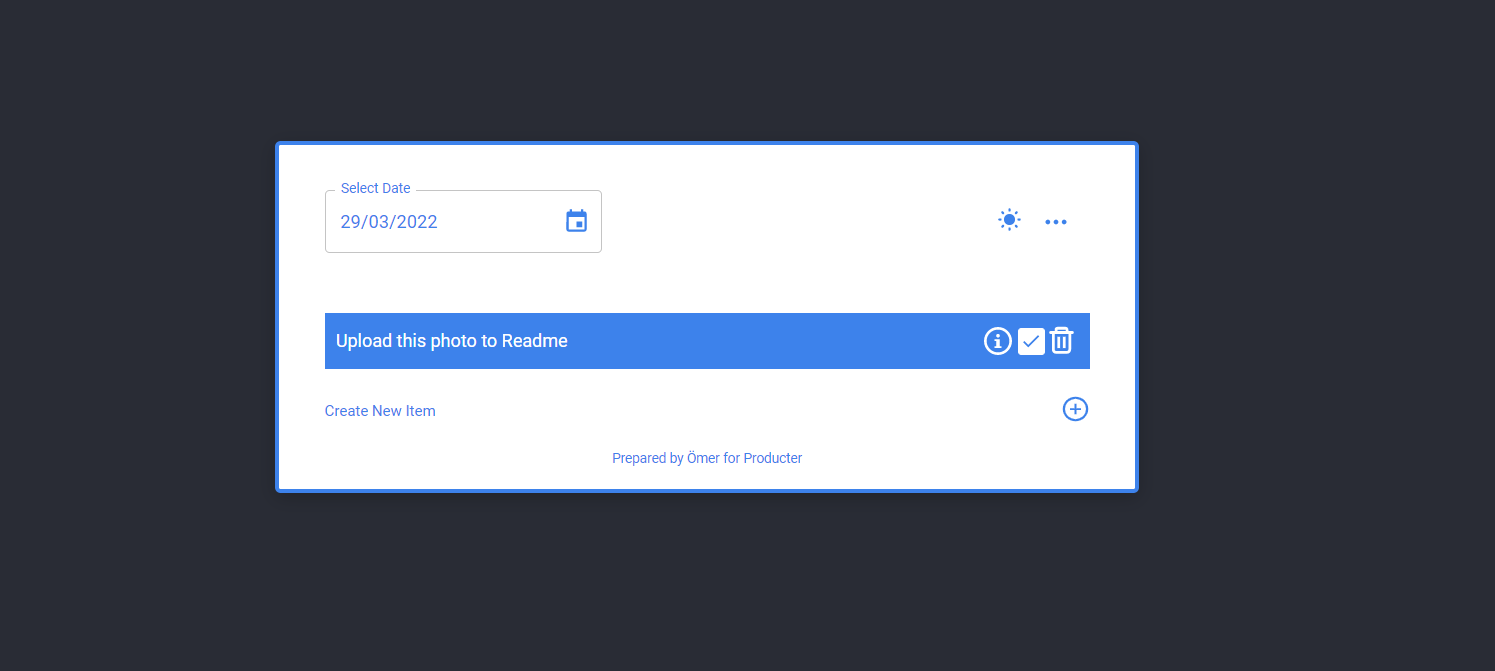 Select Date
29/03/2022
Upload this photo to Readme
Create New Item
Prepared by Ömer for Producter